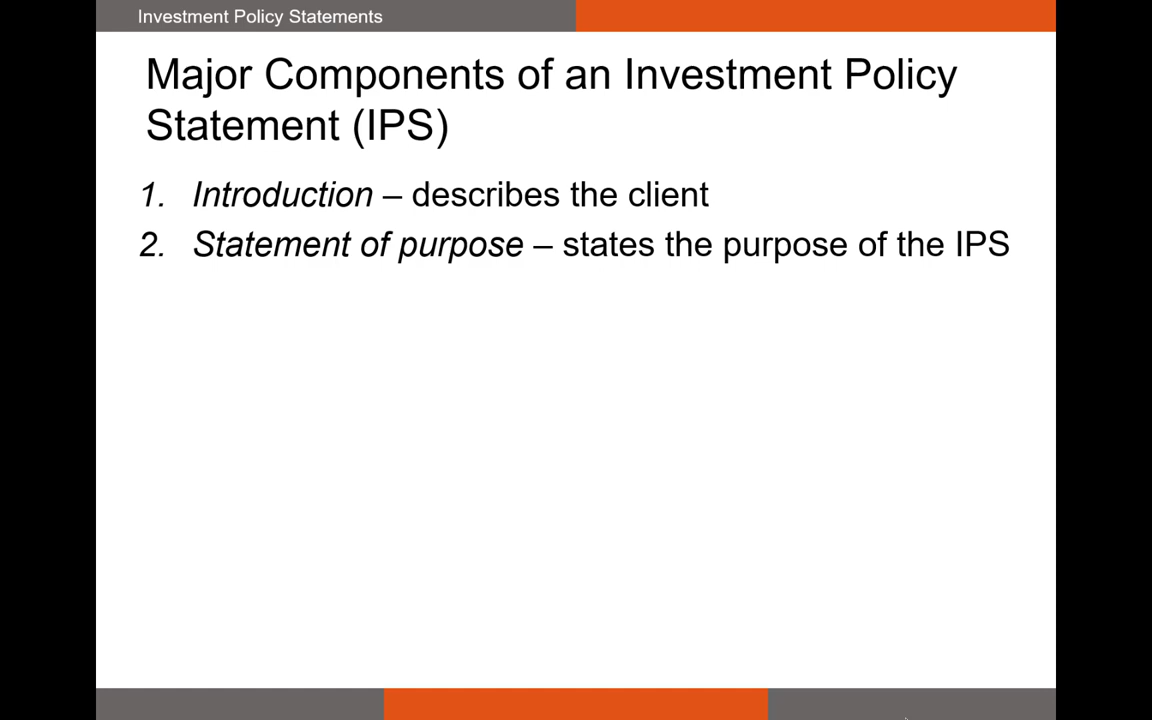 Investment Policy Statements
Major Components of an Investment Policy
Statement (IPS)
1. Introduction – describes the client
2. Statement of purpose – states the purpose of the IPS